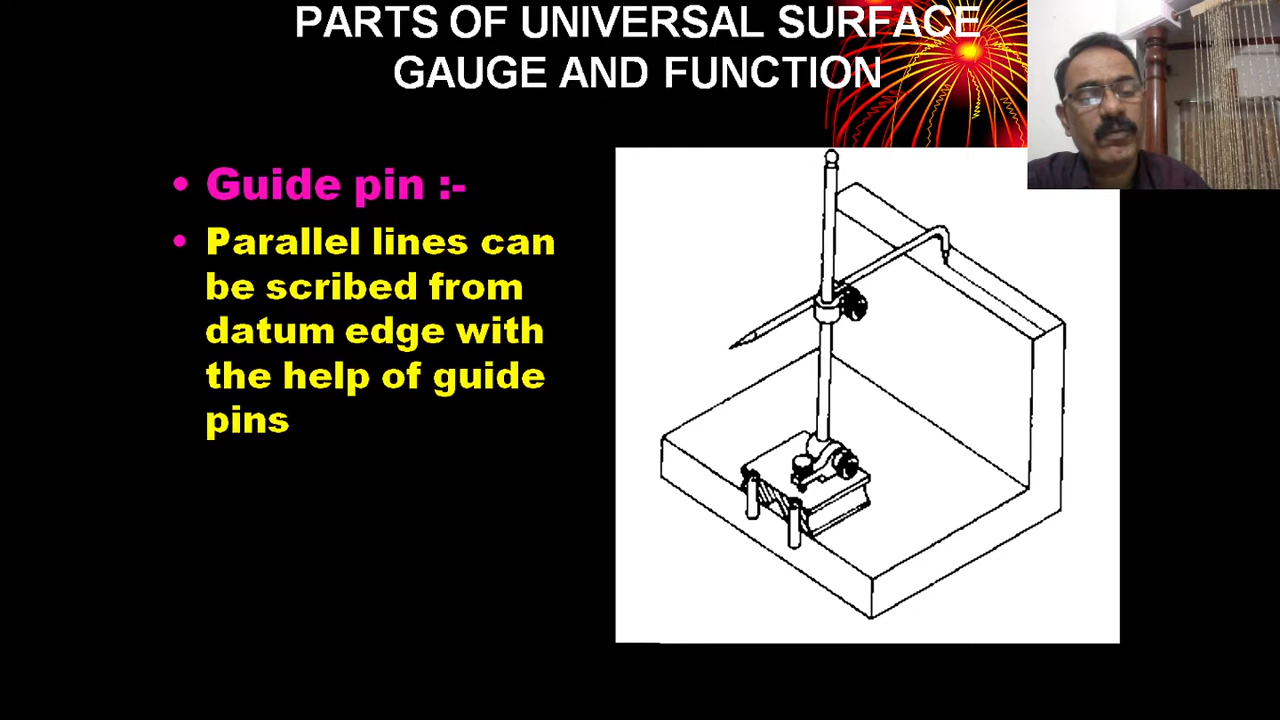 PARTS OF UNIVERSAL SURFACE
GAUGE AND FUNCTION
• Guide pin :-
• Parallel lines can
be scribed from
datum edge with
the help of guide
pins